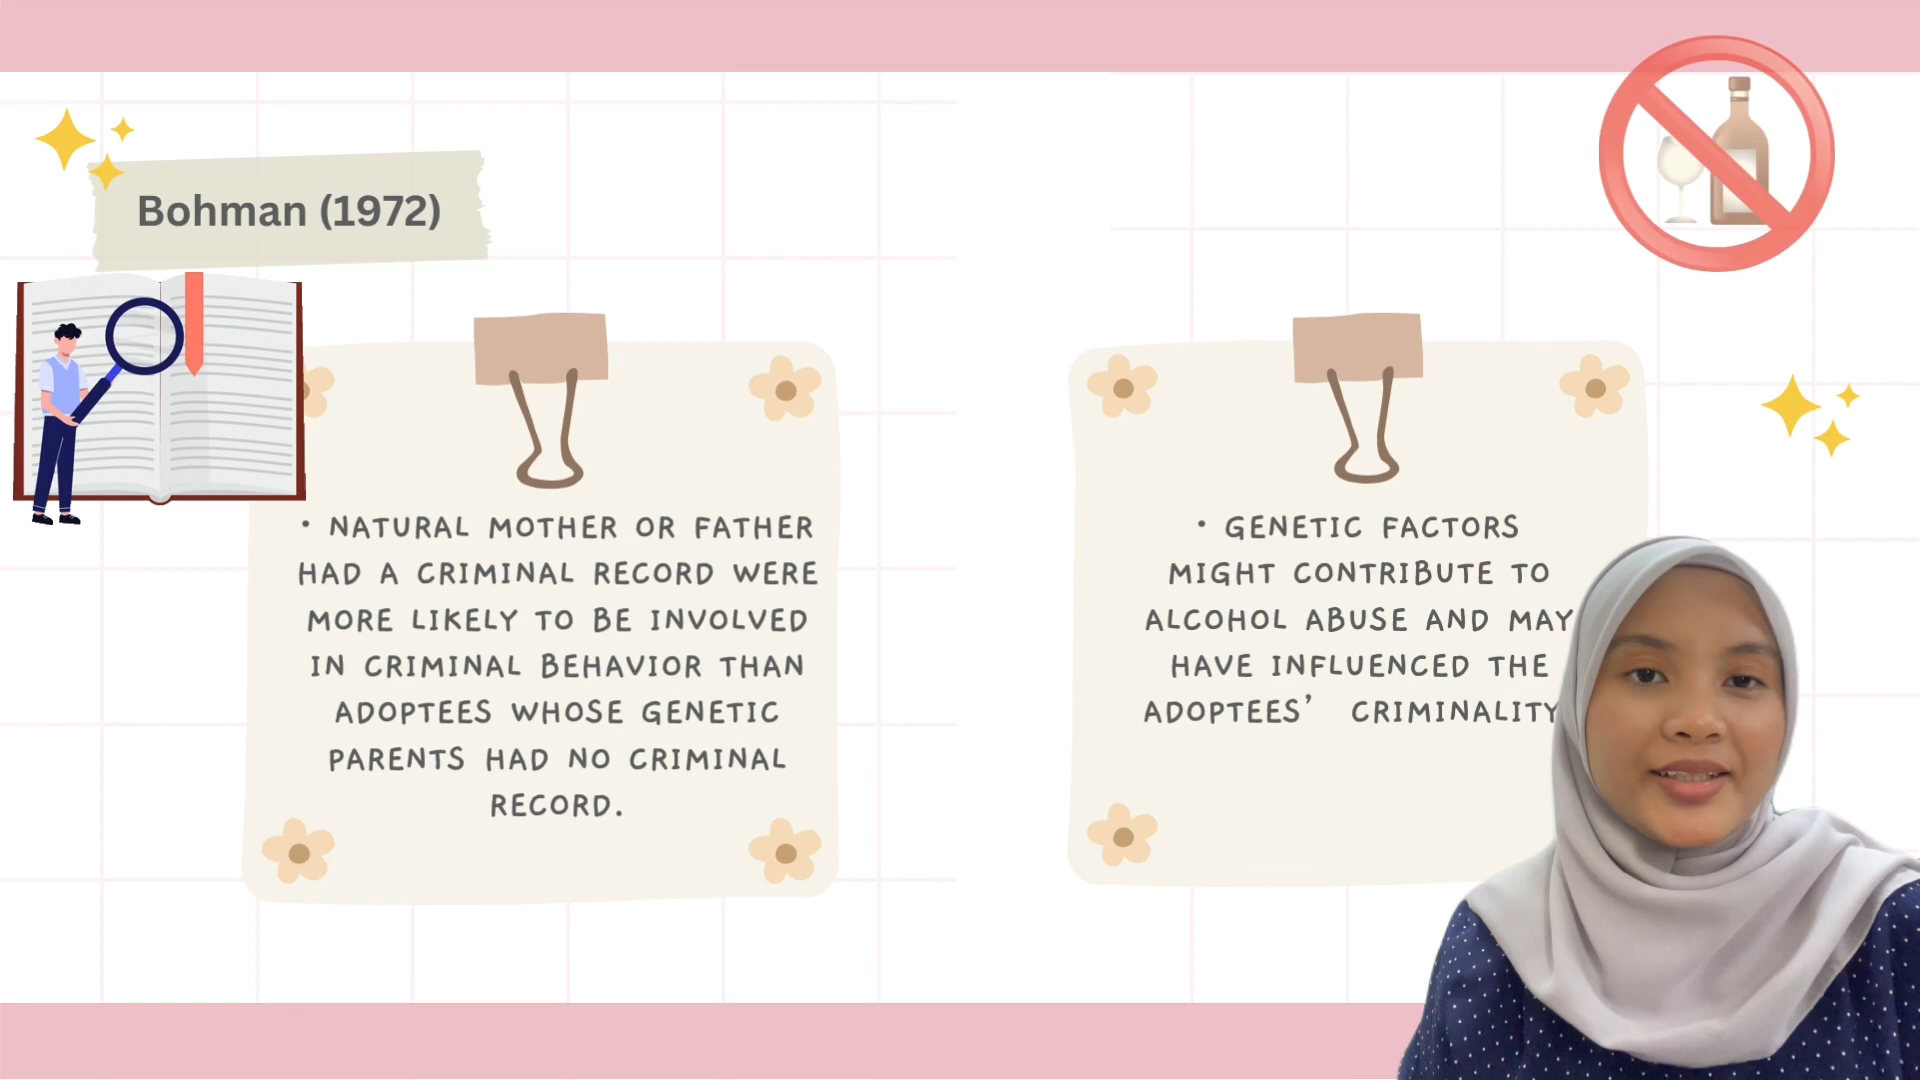 Bohman (1972)
• NATURAL MOTHER OR FATHER
HAD A CRIMINAL RECORD WERE
MORE LIKELY TO BE INVOLVED
IN CRIMINAL BEHAVIOR THAN
ADOPTEES WHOSE GENETIC
PARENTS HAD NO CRIMINAL
RECORD.
• GENETIC FACTORS
MIGHT CONTRIBUTE TO
ALCOHOL ABUSE AND MAY
HAVE INFLUENCED THE
ADOPTEES’ CRIMINALITY